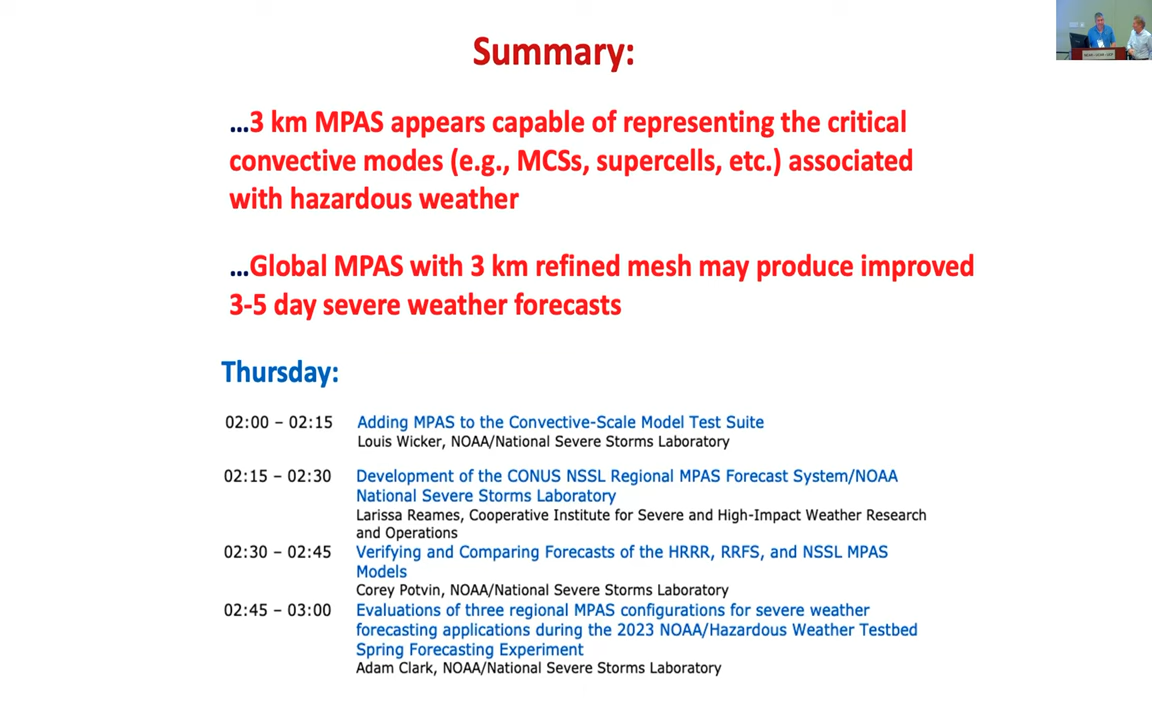 Summary:
...3 km MPAS appears capable of representing the critical
convective modes (e.g., MCSs, supercells, etc.) associated
with hazardous weather
...Global MPAS with 3 km refined mesh may produce improved
3-5 day severe weather forecasts
Thursday:
02:00 – 02:15 Adding MPAS to the Convective-Scale Model Test Suite
Louis Wicker, NOAA/National Severe Storms Laboratory
02:15 – 02:30 Development of the CONUS NSSL Regional MPAS Forecast System/NOAA
National Severe Storms Laboratory
Larissa Reames, Cooperative Institute for Severe and High-Impact Weather Research
and Operations
02:30 – 02:45 Verifying and Comparing Forecasts of the HRRR, RRFS, and NSSL MPAS
Models
Corey Potvin, NOAA/National Severe Storms Laboratory
02:45 – 03:00 Evaluations of three regional MPAS configurations for severe weather
forecasting applications during the 2023 NOAA/Hazardous Weather Testbed
Spring Forecasting Experiment
Adam Clark, NOAA/National Severe Storms Laboratory